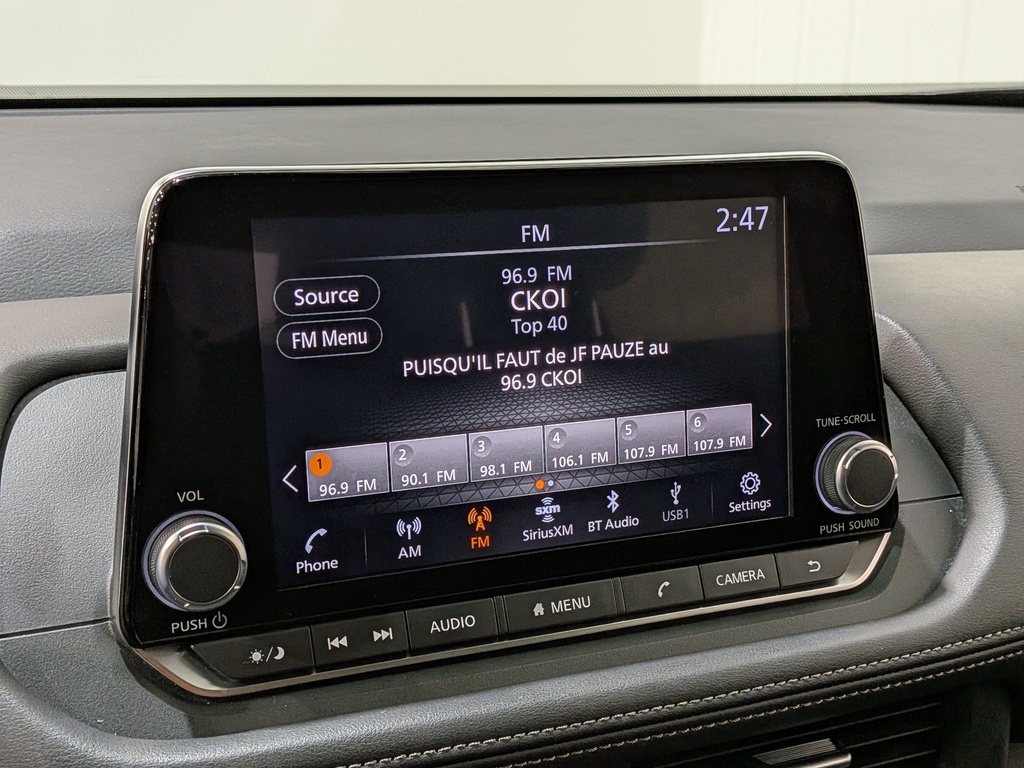 FM
2:47
Source
FM Menu
96.9 FM
CKOI
Top 40
PUISQU'IL FAUT de JF PAUZE au
96.9 CKOI
1
96.9 FM
2
90.1 FM
3
98.1 FM
4
106.1 FM
5
107.9 FM
6
107.9 FM
Phone
AM
FM
sxm
SiriusXM
BT Audio
USB1
Settings
VOL
PUSH
TUNE·SCROLL
PUSH SOUND
AUDIO
MENU
CAMERA